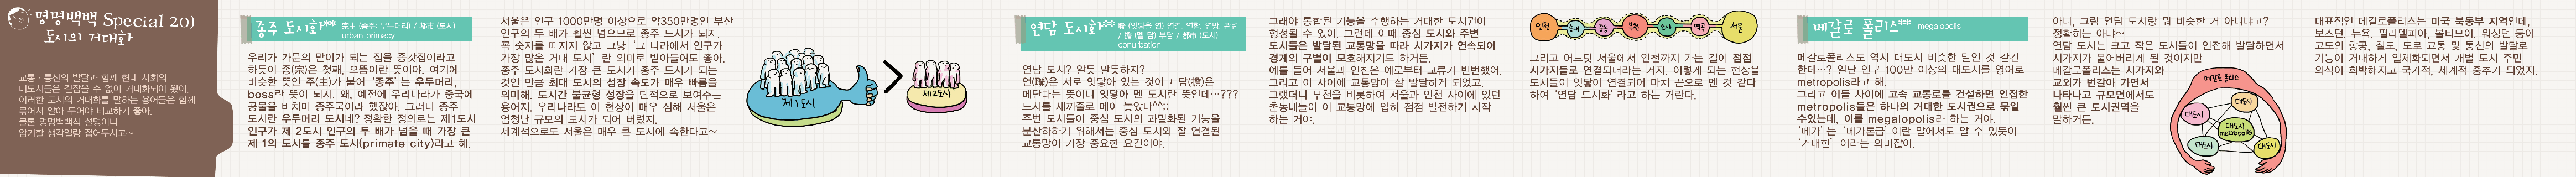 명명백백 Special 20)
도시의 거대화
교통·통신의 발달과 함께 현대 사회의
대도시들은 걷잡을 수 없이 거대화되어 왔어.
이러한 도시의 거대화를 말하는 용어들은 함께
묶어서 알아 두어야 비교하기 좋아.
물론 명명백백식 설명이니
암기할 생각일랑 접어두시고~
종주 도시화
宗主 (종주: 우두머리) / 都市 (도시)
urban primacy
우리가 가문의 맏이가 되는 집을 종갓집이라고
하듯이 종(宗)은 첫째, 으뜸이란 뜻이야. 여기에
비슷한 뜻인 주(主)가 붙어 ‘종주’는 우두머리,
boss란 뜻이 되지. 왜, 예전에 우리나라가 중국에
공물을 바치며 종주국이라 했잖아. 그러니 종주
도시란 우두머리 도시네? 정확한 정의로는 제1도시
인구가 제 2도시 인구의 두 배가 넘을 때 가장 큰
제 1의 도시를 종주 도시(primate city)라고 해.
서울은 인구 1000만명 이상으로 약350만명인 부산
인구의 두 배가 훨씬 넘으므로 종주 도시가 되지.
꼭 숫자를 따지지 않고 그냥 ‘그 나라에서 인구가
가장 많은 도시’란 의미로 받아들여도 좋아.
종주 도시화란 가장 큰 도시가 종주 도시가 되는
것인 만큼 최대 도시의 성장 속도가 매우 빠름을
의미해. 도시간 불균형 성장을 단적으로 보여주는
용어지. 우리나라도 이 현상이 매우 심해 서울은
엄청난 규모의 도시가 되어 버렸지.
세계적으로도 서울은 매우 큰 도시에 속한다고~
제1도시
제2도시
연담 도시화
聯 (잇닿을 연) 연결, 연합, 연방, 관련
/ 擔 (멜 담) 부담 / 都市 (도시)
conurbation
연담 도시? 알듯 말듯하지?
연(聯)은 서로 잇닿아 있는 것이고 담(擔)은
메단다는 뜻이니 잇닿아 멘 도시란 뜻인데…???
도시를 새끼줄로 메어 놓았나^^;;
주변 도시들이 중심 도시의 과밀화된 기능을
분산하하기 위해서는 중심 도시와 잘 연결된
교통망이 가장 중요한 요건이야.
그래야 통합된 기능을 수행하는 거대한 도시권이
형성될 수 있어. 그런데 이때 중심 도시와 주변
도시들은 발달된 교통망을 따라 시가지가 연속되어
경계의 구별이 모호해지기도 하거든.
예를 들어 서울과 인천은 예로부터 교류가 빈번했어.
그리고 이 사이에 교통망이 잘 발달하게 되었고.
그랬더니 부천을 비롯하여 서울과 인천 사이에 있던
촌동네들이 이 교통망에 업혀 점점 발전하기 시작
하는 거야.
인천
송내
중동
부천
소사
역곡
서울
그리고 어느덧 서울에서 인천까지 가는 길이 점점
시가지들로 연결되더라는 거지. 이렇게 되는 현상을
도시들이 잇닿아 연결되어 마치 끈으로 멘 것 같다
하여 ‘연담 도시화’라고 하는 거란다.
메갈로 폴리스
megalopolis
메갈로폴리스도 역시 대도시 비슷한 말인 것 같긴
한데…? 일단 인구 100만 이상의 대도시를 영어로
metropolis라고 해.
그리고 이들 사이에 고속 교통로를 건설하면 인접한
metropolis들은 하나의 거대한 도시권으로 묶일
수있는데, 이를 megalopolis라 하는 거야.
‘메가’는 ‘메가톤급’이란 말에서도 알 수 있듯이
‘거대한’ 이라는 의미잖아.
아니, 그럼 연담 도시랑 뭐 비슷한 거 아니냐고?
정확히는 아냐~
연담 도시는 크고 작은 도시들이 인접해 발달하면서
시가지가 붙어버리게 된 것이지만
메갈로폴리스는 시가지와
교외가 번갈아 가면서
나타나고 규모면에서도
훨씬 큰 도시권역을
말하거든.
메갈로 폴리스
대도시
대도시
대도시
metropolis
대도시
대도시
대표적인 메갈로폴리스는 미국 북동부 지역인데,
보스턴, 뉴욕, 필라델피아, 볼티모어, 워싱턴 등이
고도의 항공, 철도, 도로 교통 및 통신의 발달로
기능이 거대하게 일체화되면서 개별 도시 주민
의식이 희박해지고 국가적, 세계적 중추가 되었지.